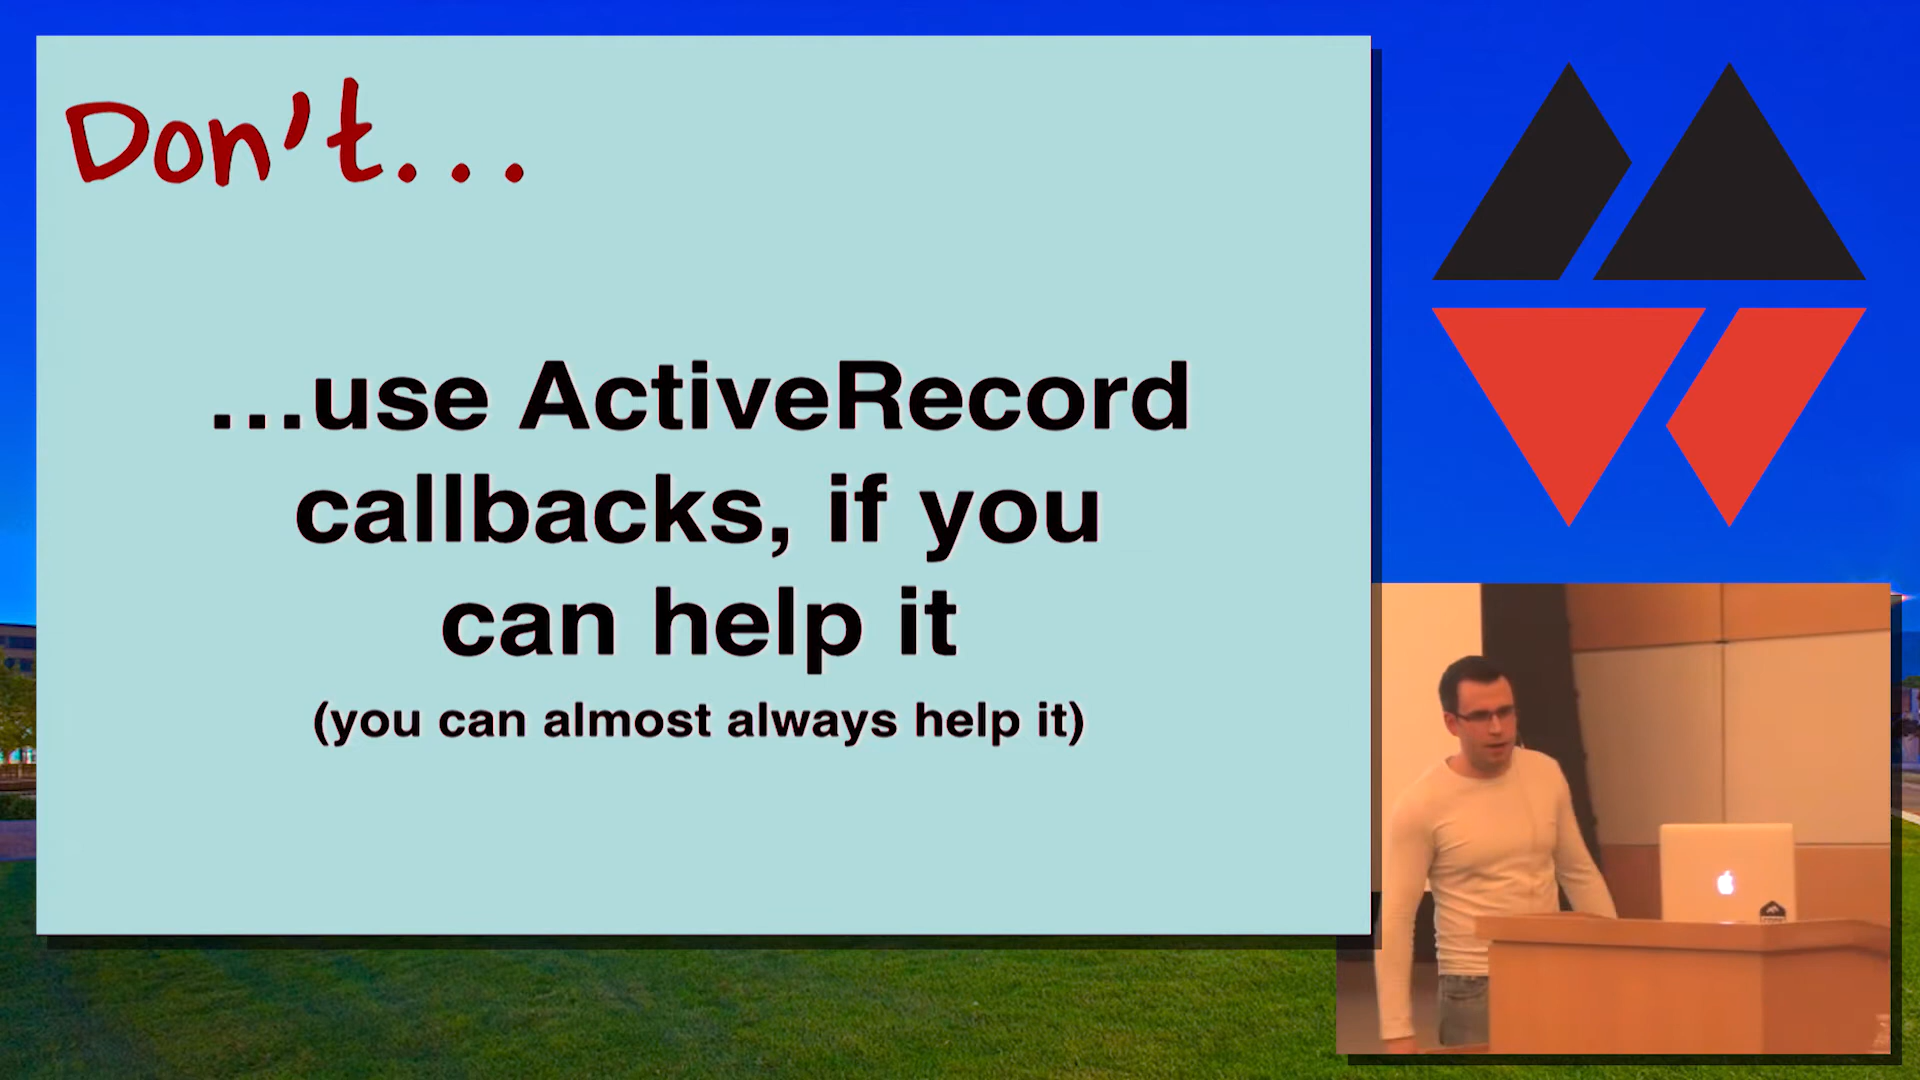 Don't...
...use ActiveRecord
callbacks, if you
can help it
(you can almost always help it)